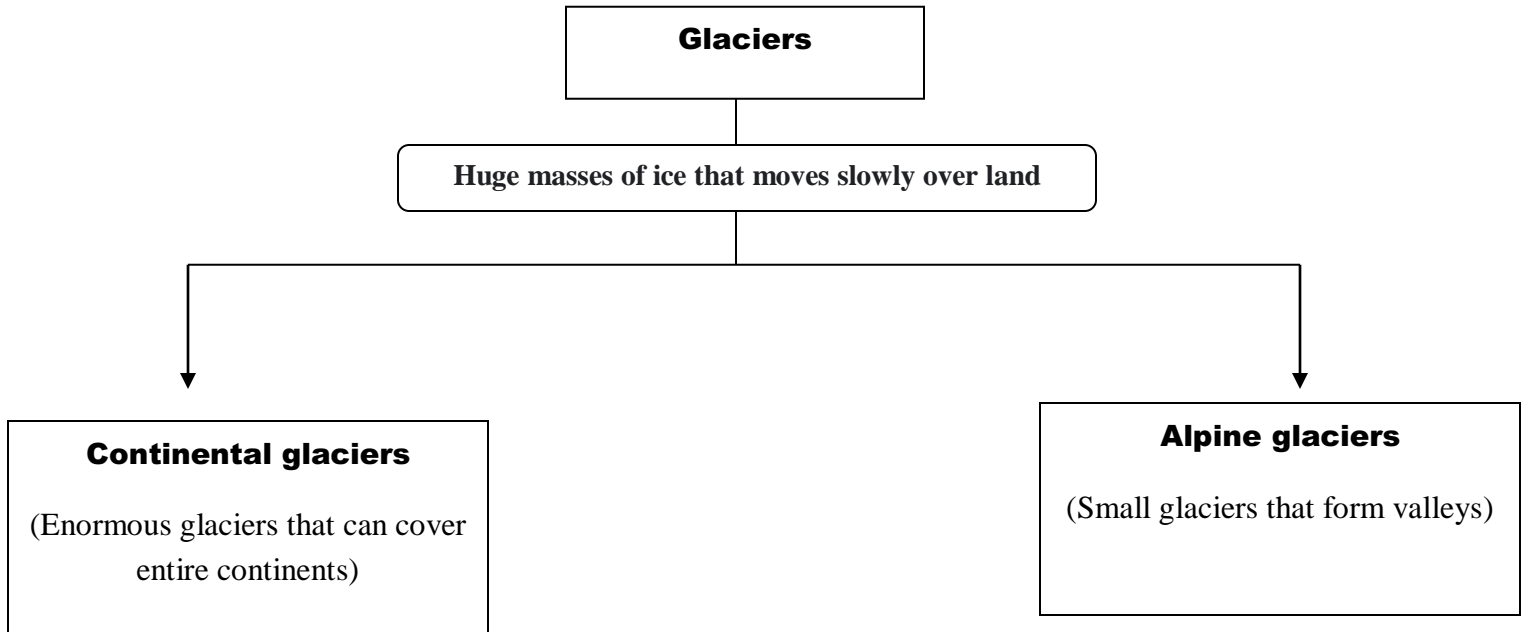 Glaciers
Huge masses of ice that moves slowly over land
Continental glaciers
(Enormous glaciers that can cover
entire continents)
Alpine glaciers
(Small glaciers that form valleys)